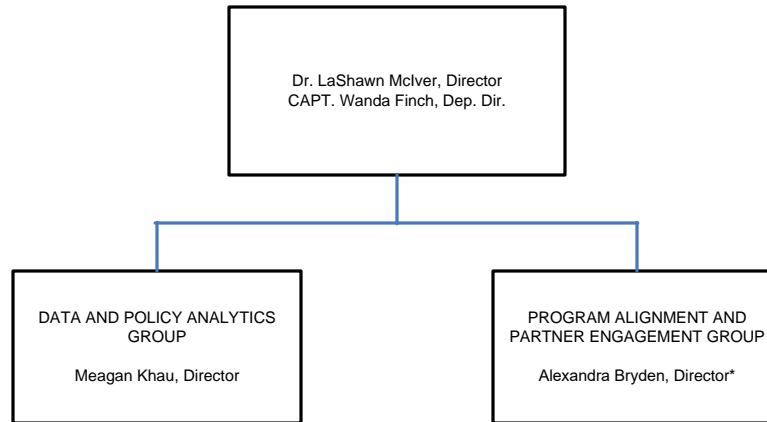 Dr. LaShawn McIver, Director
CAPT. Wanda Finch, Dep. Dir.
DATA AND POLICY ANALYTICS
GROUP
Meagan Khau, Director
PROGRAM ALIGNMENT AND
PARTNER ENGAGEMENT GROUP
Alexandra Bryden, Director*